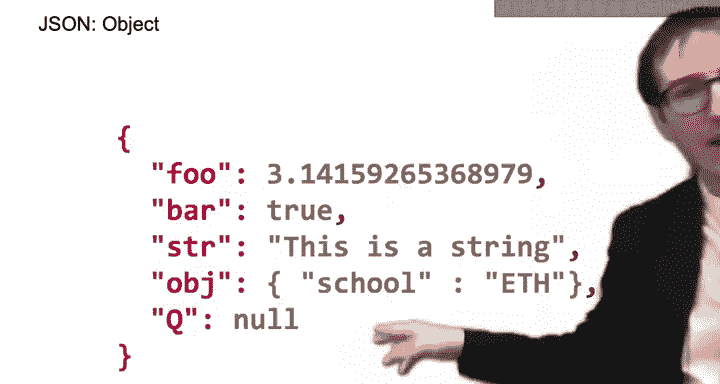 JSON: Object
{
"foo": 3.14159265368979,
"bar": true,
"str": "This is a string",
"obj": { "school" : "ETH"},
"Q": null
}